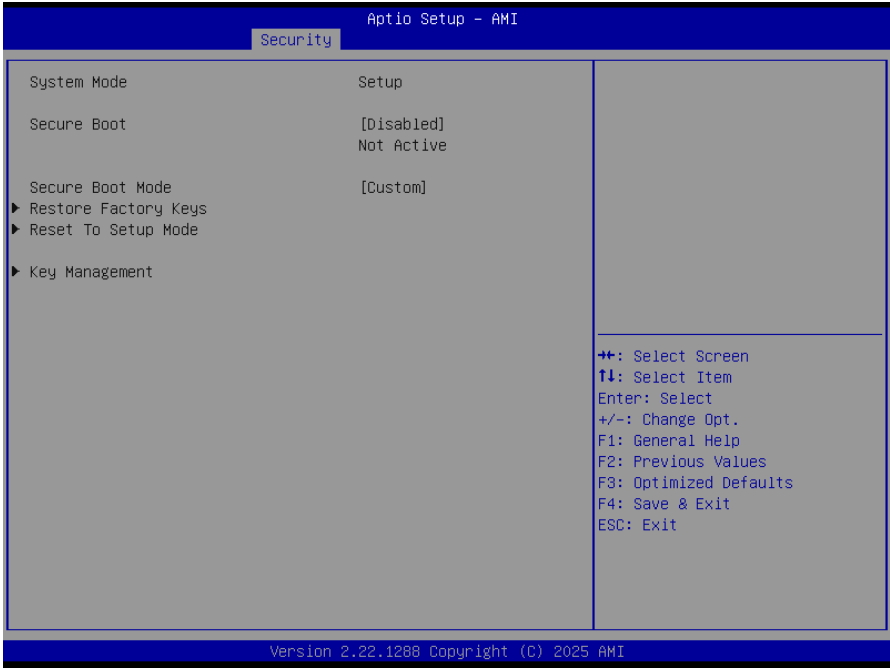 Aptio Setup - AMI
Security
System Mode Setup
Secure Boot [Disabled]
Not Active
Secure Boot Mode [Custom]
▶ Restore Factory Keys
▶ Reset To Setup Mode
▶ Key Management
→←: Select Screen
↑↓: Select Item
Enter: Select
+/-: Change Opt.
F1: General Help
F2: Previous Values
F3: Optimized Defaults
F4: Save & Exit
ESC: Exit
Version 2.22.1288 Copyright (C) 2025 AMI